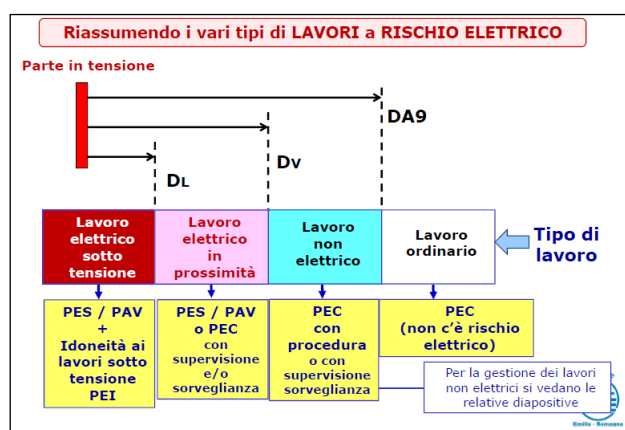 Riassumendo i vari tipi di LAVORI a RISCHIO ELETTRICO
Parte in tensione
DA9
DV
DL
Lavoro
elettrico
sotto
tensione
Lavoro
elettrico
in
prossimità
Lavoro
non
elettrico
Lavoro
ordinario
Tipo di
lavoro
PES / PAV
+
Idoneità ai
lavori sotto
tensione
PEI
PES / PAV
o PEC
con
supervisione
e/o
sorveglianza
PEC
con
procedura
o con
supervisione
sorveglianza
PEC
(non c'è rischio
elettrico)
Per la gestione dei lavori
non elettrici si vedano le
relative diapositive
Emilia - Romagna